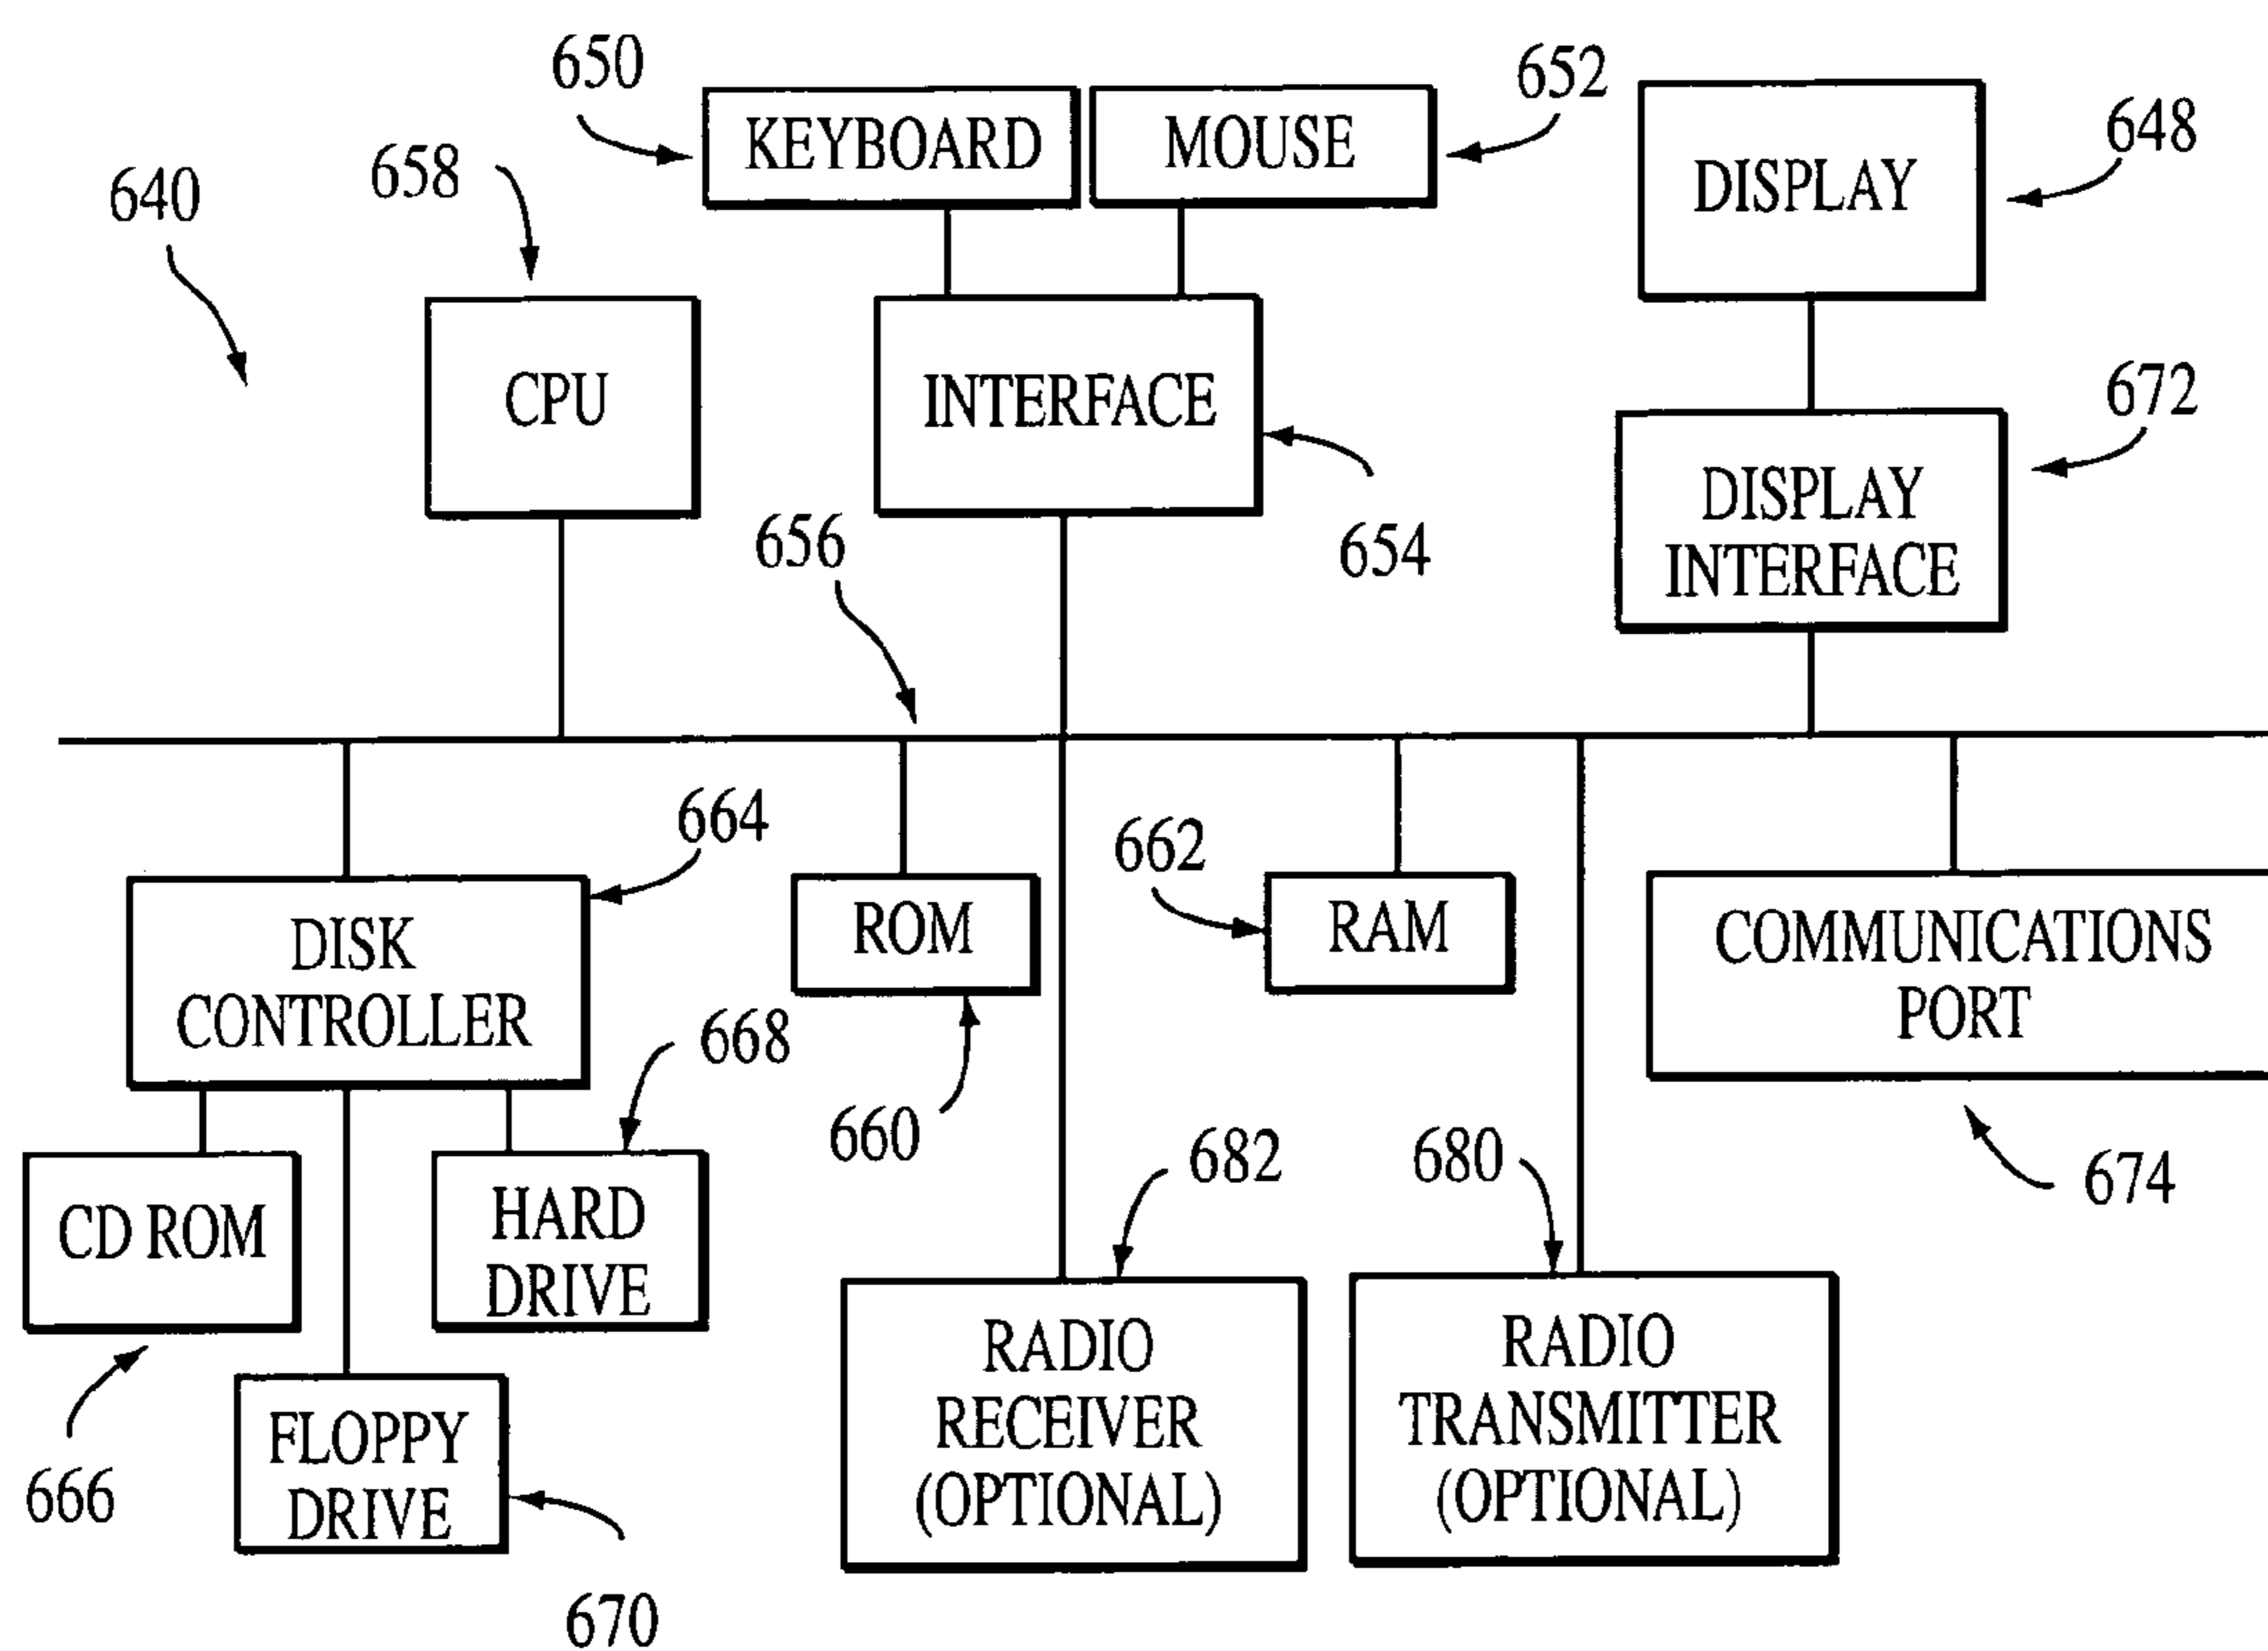 650
KEYBOARD
MOUSE
652
DISPLAY
648
658
640
CPU
INTERFACE
654
672
DISPLAY
INTERFACE
656
664
DISK
CONTROLLER
ROM
660
662
RAM
COMMUNICATIONS
PORT
674
668
CD ROM
666
HARD
DRIVE
FLOPPY
DRIVE
670
682
RADIO
RECEIVER
(OPTIONAL)
680
RADIO
TRANSMITTER
(OPTIONAL)